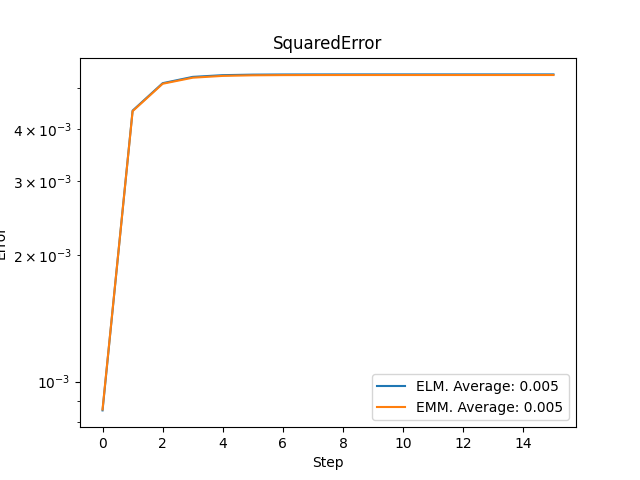 SquaredError
4 × 10⁻³
3 × 10⁻³
2 × 10⁻³
10⁻³
Error
0 2 4 6 8 10 12 14
Step
ELM. Average: 0.005
EMM. Average: 0.005